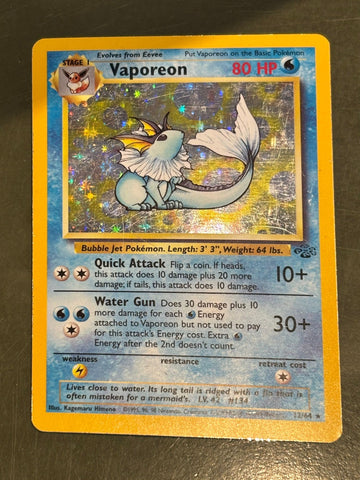 Evolves from Eevee Put Vaporeon on the Basic Pokémon
STAGE 1
Vaporeon 80 HP
Bubble Jet Pokémon. Length: 3' 3", Weight: 64 lbs.
Quick Attack Flip a coin. If heads,
this attack does 10 damage plus 20 more
damage; if tails, this attack does 10 damage.
10+
Water Gun Does 30 damage plus 10
more damage for each Energy
attached to Vaporeon but not used to pay
for this attack's Energy cost. Extra
Energy after the 2nd doesn't count.
30+
weakness resistance retreat cost
Lives close to water. Its long tail is ridged with a fin that is
often mistaken for a mermaid's. LV. 42 #134
Illus. Kagemaru Himeno ©1995, 96, 98 Nintendo, Creatures, 12/64